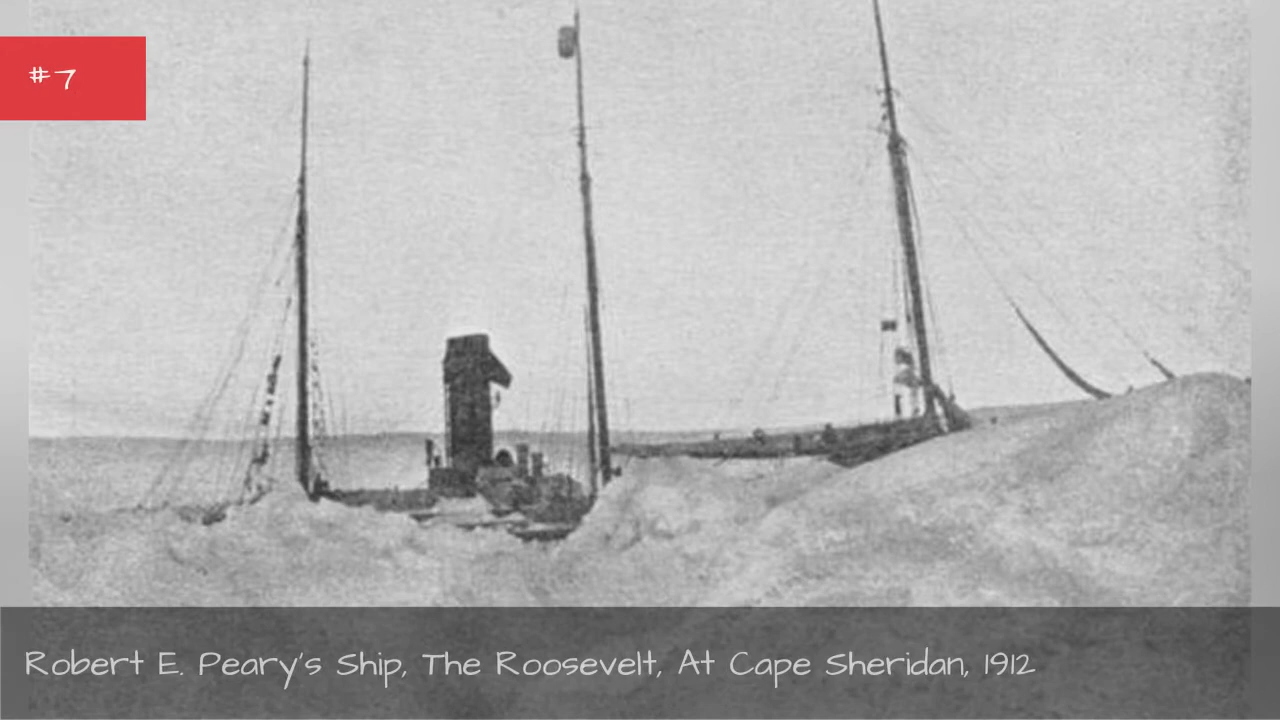 #7
Robert E. Peary's Ship, The Roosevelt, At Cape Sheridan, 1912